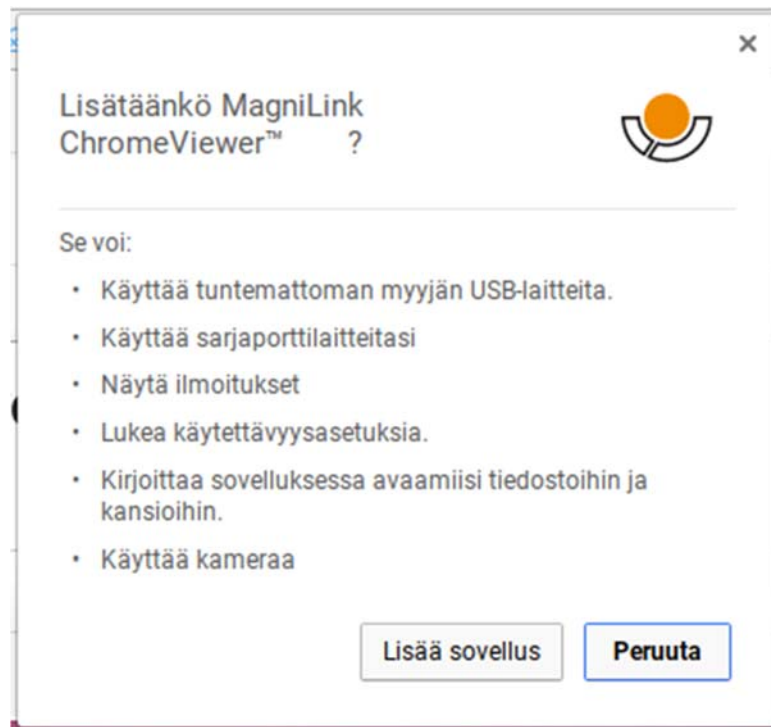 Lisätäänkö MagniLink
ChromeViewer™ ?
Se voi:
• Käyttää tuntemattoman myyjän USB-laitteita.
• Käyttää sarjaporttilaitteitasi
• Näytä ilmoitukset
• Lukea käytettävyysasetuksia.
• Kirjoittaa sovelluksessa avaamiisi tiedostoihin ja
kansioihin.
• Käyttää kameraa
Lisää sovellus Peruuta